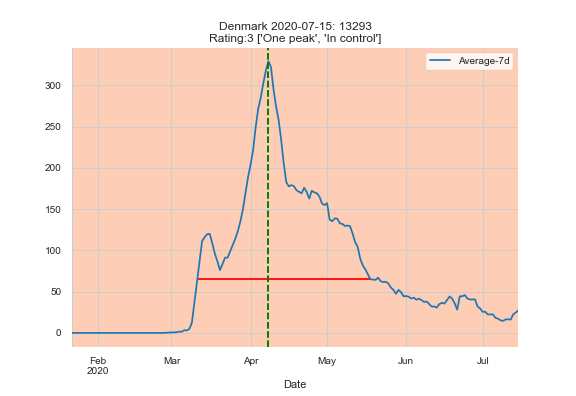 Denmark 2020-07-15: 13293
Rating:3 ['One peak', 'In control']
Average-7d
300
250
200
150
100
50
0
Feb
2020
Mar
Apr
May
Jun
Jul
Date